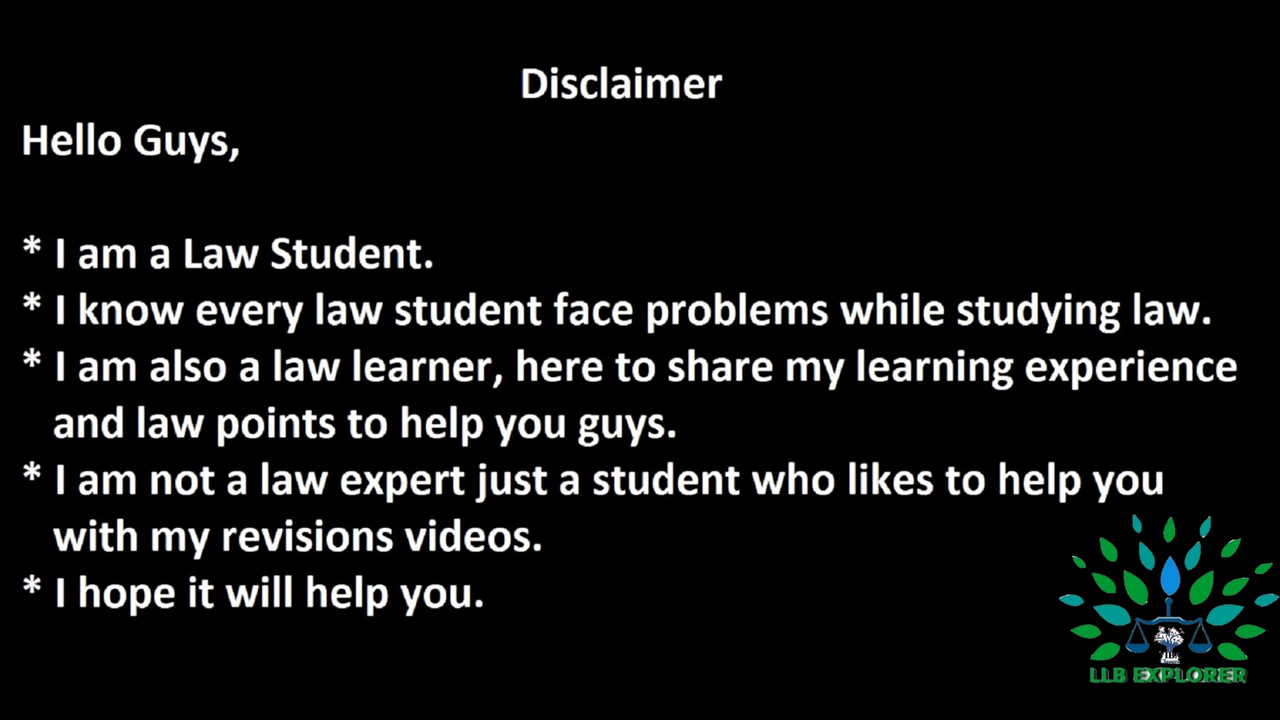 Disclaimer
Hello Guys,
* I am a Law Student.
* I know every law student face problems while studying law.
* I am also a law learner, here to share my learning experience
and law points to help you guys.
* I am not a law expert just a student who likes to help you
with my revisions videos.
* I hope it will help you.
LLB EXPLORER